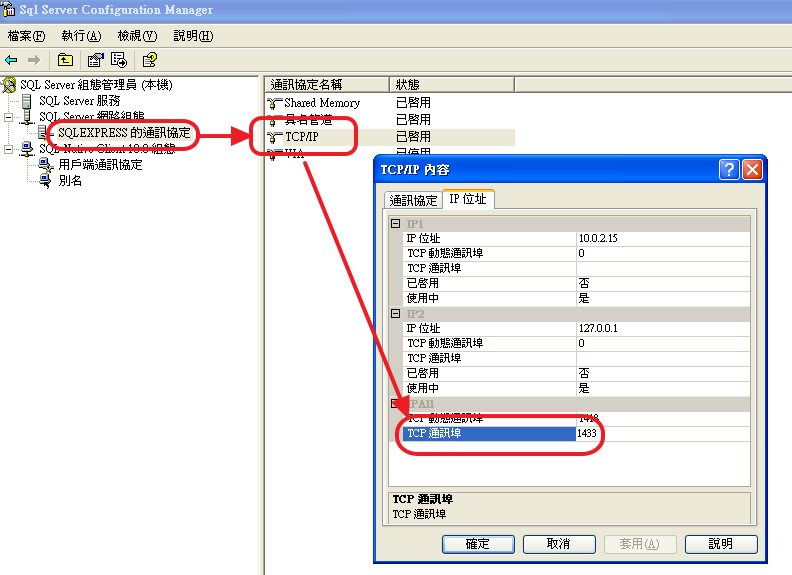 Sql Server Configuration Manager
檔案(F) 執行(A) 檢視(V) 說明(H)
SQL Server 組態管理員 (本機)
SQL Server 服務
SQL Server 網路組態
SQLEXPRESS 的通訊協定
SQL Native Client 10.0 組態
用戶端通訊協定
別名
通訊協定名稱 狀態
Shared Memory 已啓用
具名管道 已啓用
TCP/IP 已啓用
VIA 已停用
TCP/IP 內容
通訊協定 IP 位址
IP1
IP 位址 10.0.2.15
TCP 動態通訊埠 0
TCP 通訊埠
已啓用 否
使用中 是
IP2
IP 位址 127.0.0.1
TCP 動態通訊埠 0
TCP 通訊埠
已啓用 否
使用中 是
IPAll
TCP 動態通訊埠
TCP 通訊埠 1433
TCP 通訊埠
TCP 通訊埠
確定 取消 套用(A) 說明